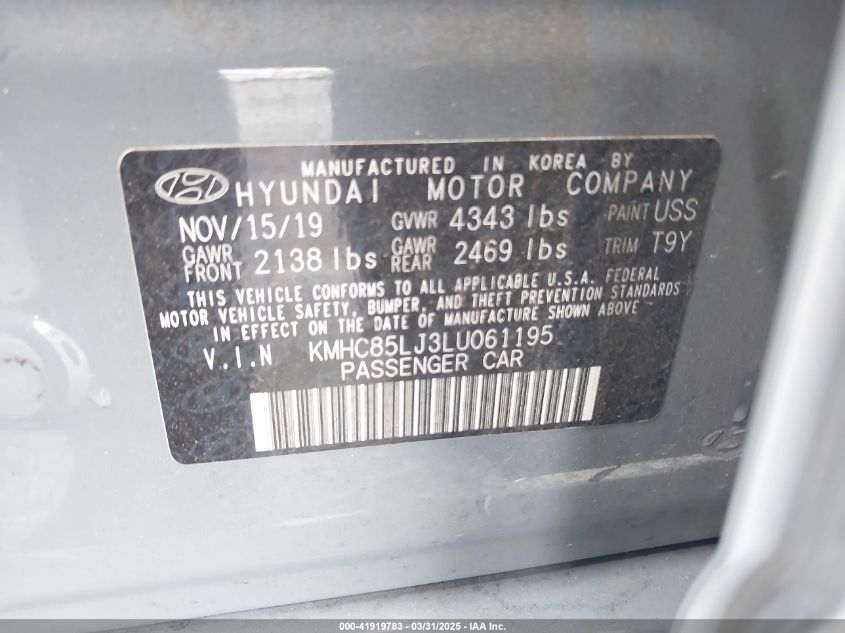 MANUFACTURED IN KOREA BY
HYUNDAI MOTOR COMPANY
NOV/15/19 GVWR 4343 lbs PAINT USS
GAWR FRONT 2138 lbs GAWR REAR 2469 lbs TRIM T9Y
THIS VEHICLE CONFORMS TO ALL APPLICABLE U.S.A. FEDERAL
MOTOR VEHICLE SAFETY, BUMPER, AND THEFT PREVENTION STANDARDS
IN EFFECT ON THE DATE OF MANUFACTURE SHOWN ABOVE
V.I.N KMHC85LJ3LU061195
PASSENGER CAR
000-41919783 - 03/31/2025 - IAA Inc.